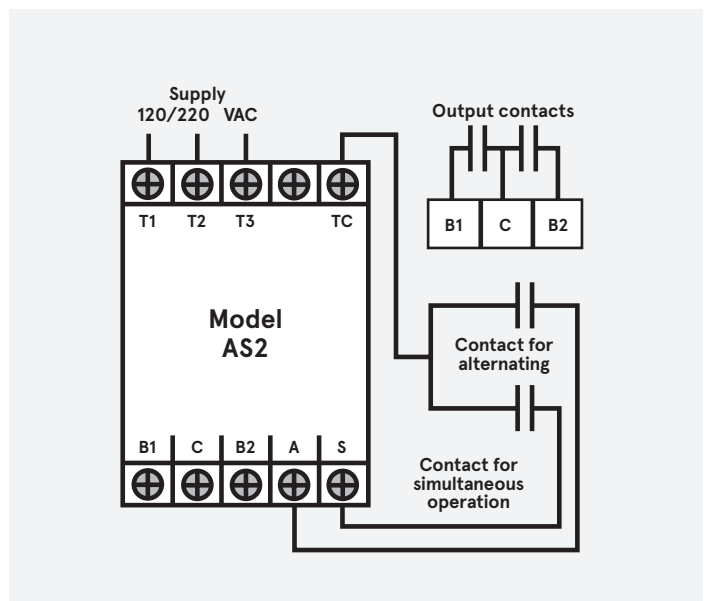 Supply
120/220 VAC
Output contacts
T1 T2 T3 TC
B1 C B2
Model
AS2
Contact for
alternating
B1 C B2 A S
Contact for
simultaneous
operation